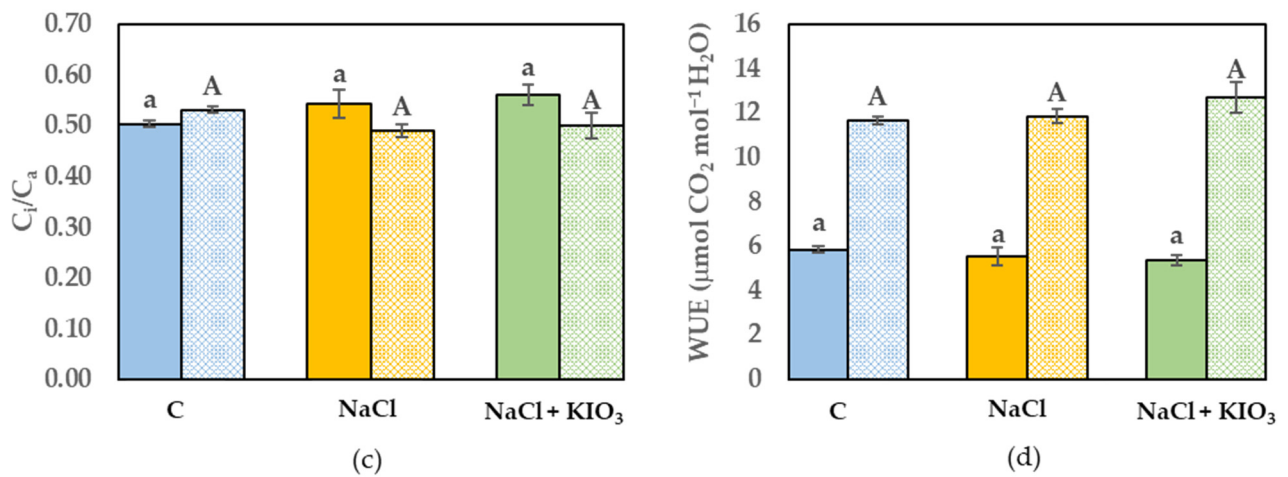 0.70
0.60
0.50
0.40
0.30
0.20
0.10
0.00
Cᵢ/Cₐ
a A a A a A
C NaCl NaCl + KIO₃
(c)
16
14
12
10
8
6
4
2
0
WUE (µmol CO₂ mol⁻¹ H₂O)
a A a A a A
C NaCl NaCl + KIO₃
(d)